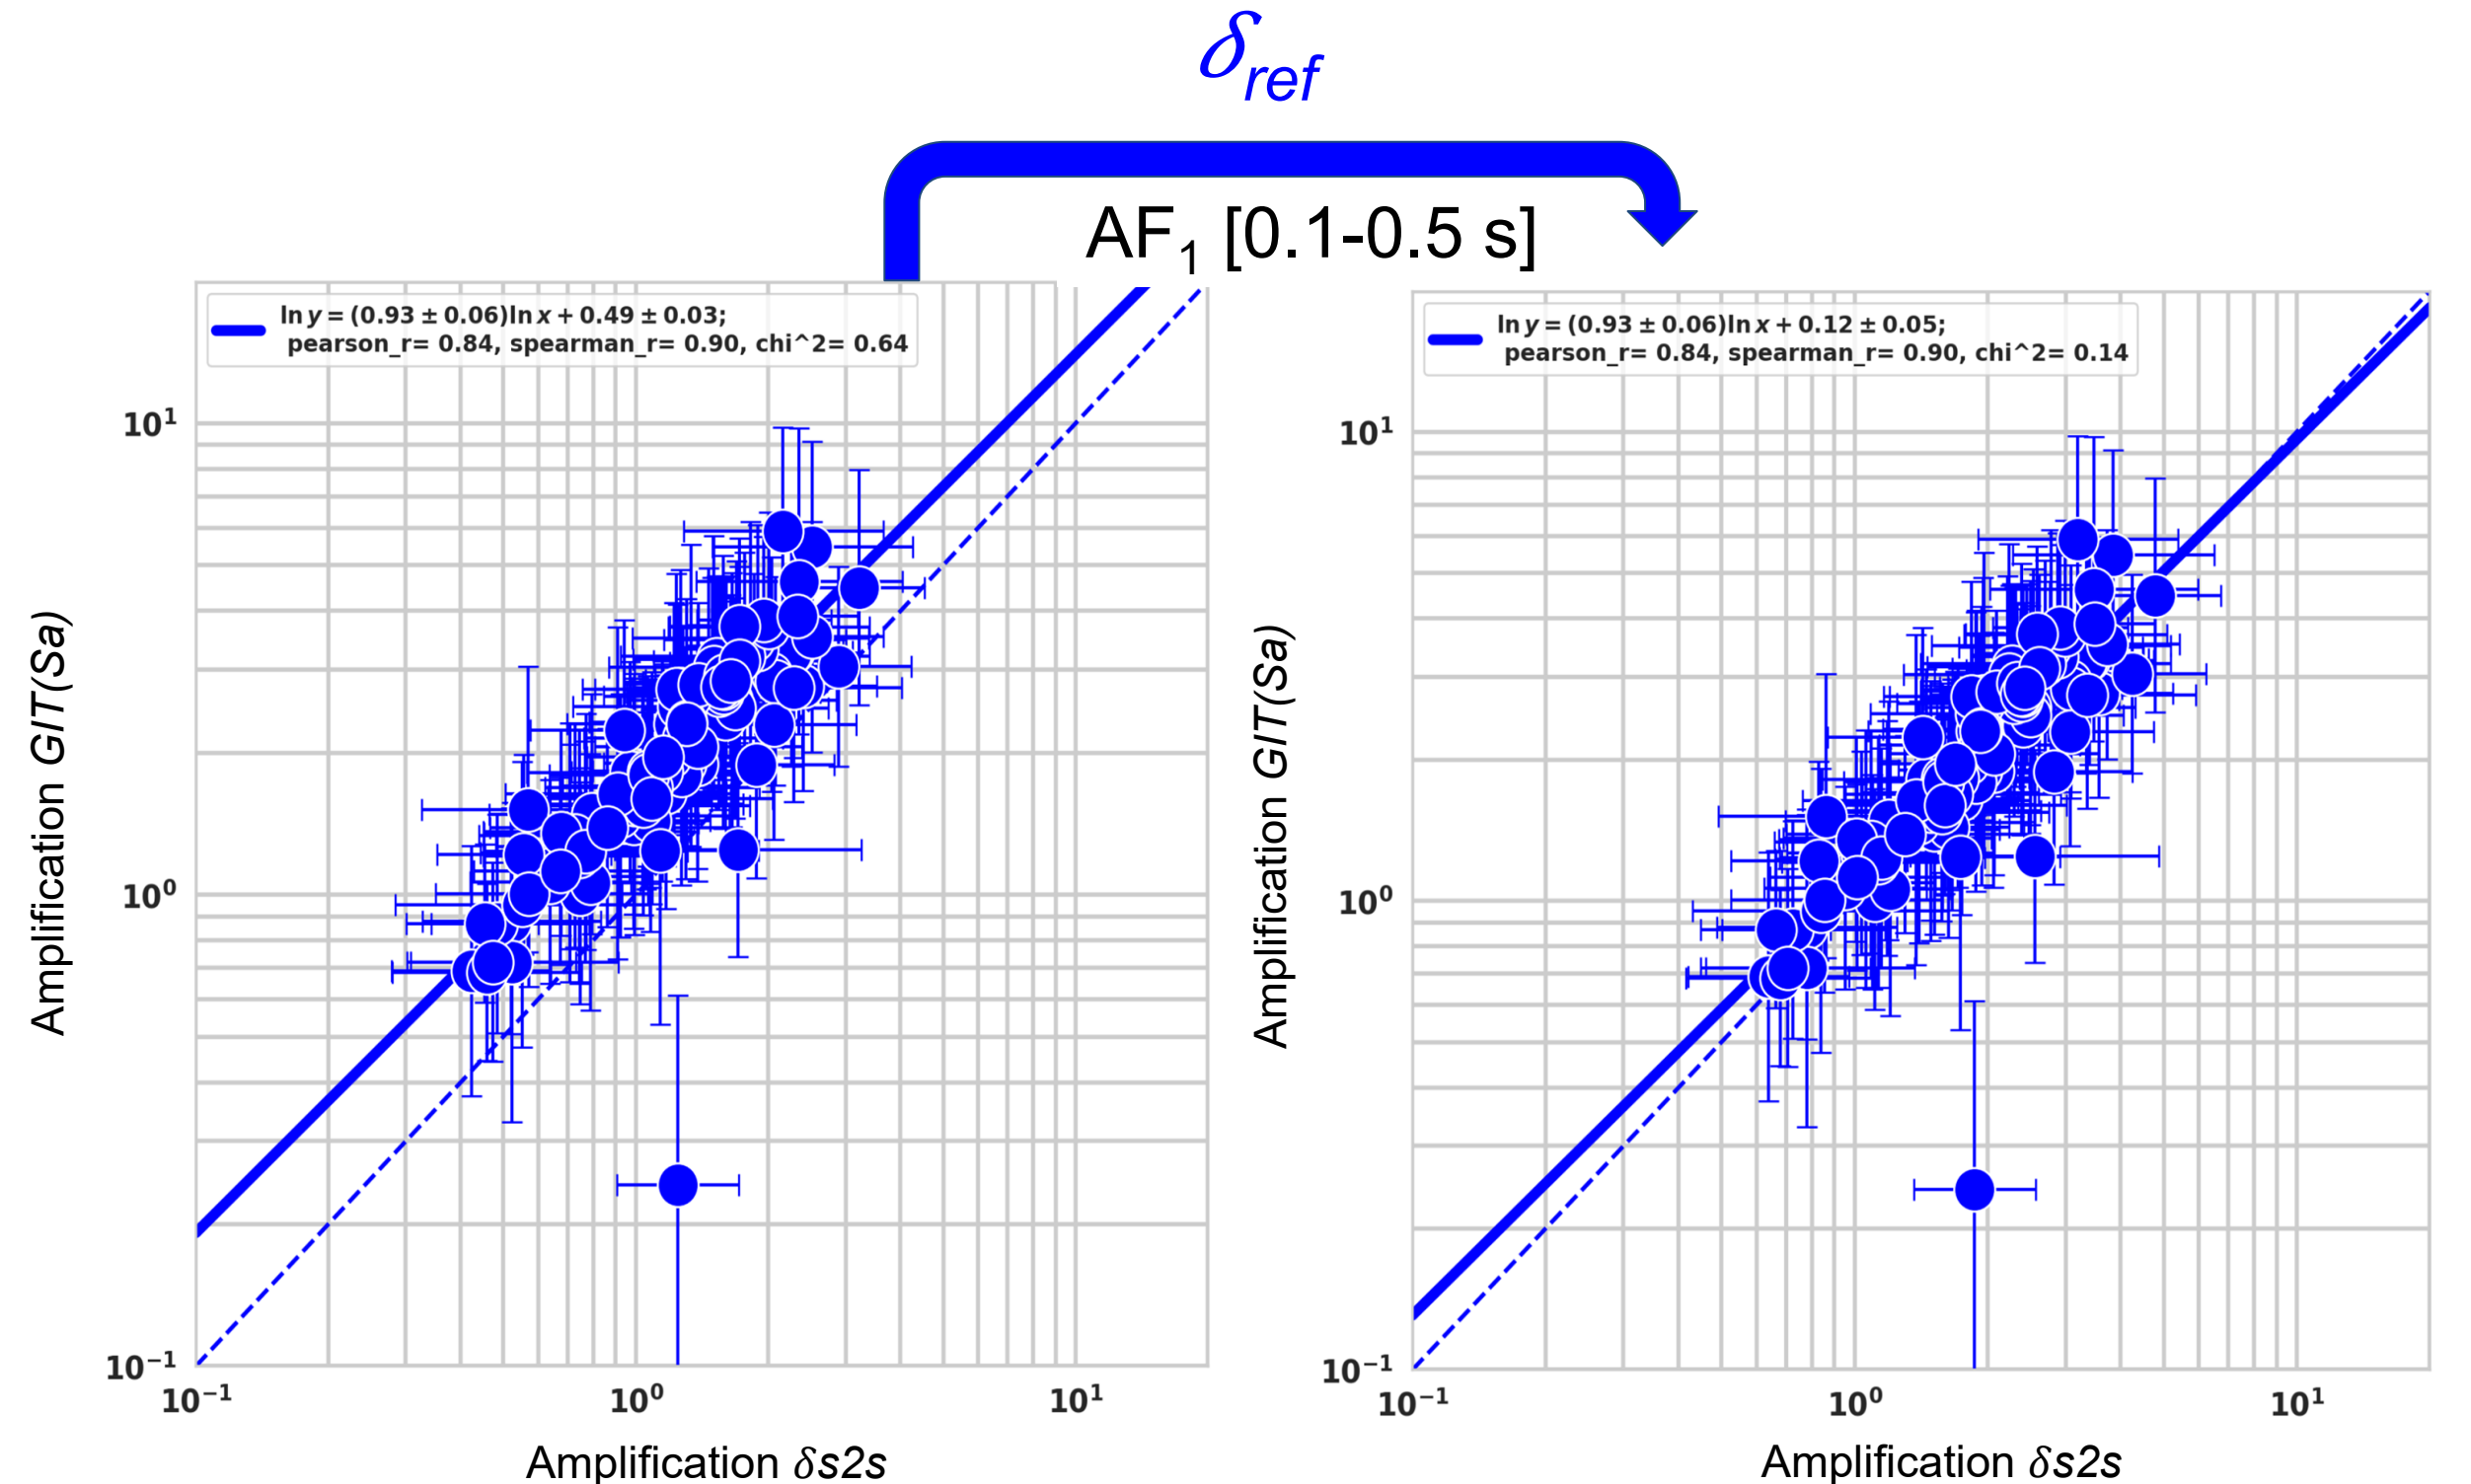 δref
AF1 [0.1-0.5 s]
ln y = (0.93 ± 0.06)ln x + 0.49 ± 0.03;
pearson_r= 0.84, spearman_r= 0.90, chi^2= 0.64
10¹
10⁰
10⁻¹
10⁻¹ 10⁰ 10¹
Amplification GIT(Sa)
Amplification δs2s
ln y = (0.93 ± 0.06)ln x + 0.12 ± 0.05;
pearson_r= 0.84, spearman_r= 0.90, chi^2= 0.14
10¹
10⁰
10⁻¹
10⁻¹ 10⁰ 10¹
Amplification GIT(Sa)
Amplification δs2s